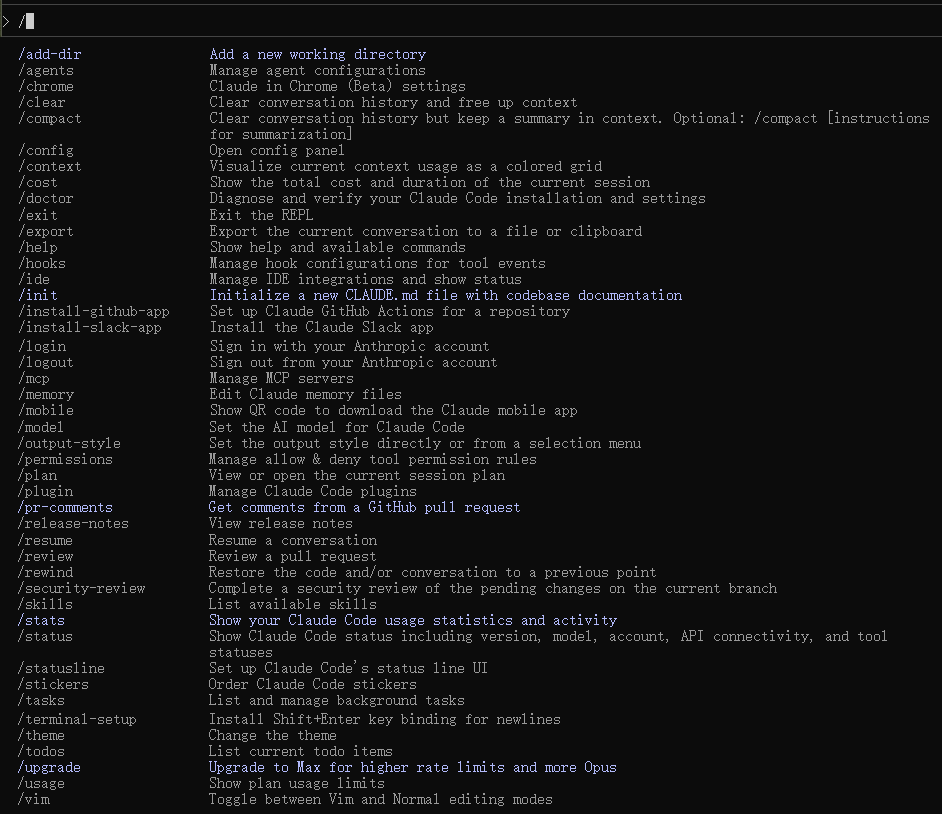 > /
/add-dir Add a new working directory
/agents Manage agent configurations
/chrome Claude in Chrome (Beta) settings
/clear Clear conversation history and free up context
/compact Clear conversation history but keep a summary in context. Optional: /compact [instructions
for summarization]
/config Open config panel
/context Visualize current context usage as a colored grid
/cost Show the total cost and duration of the current session
/doctor Diagnose and verify your Claude Code installation and settings
/exit Exit the REPL
/export Export the current conversation to a file or clipboard
/help Show help and available commands
/hooks Manage hook configurations for tool events
/ide Manage IDE integrations and show status
/init Initialize a new CLAUDE.md file with codebase documentation
/install-github-app Set up Claude GitHub Actions for a repository
/install-slack-app Install the Claude Slack app
/login Sign in with your Anthropic account
/logout Sign out from your Anthropic account
/mcp Manage MCP servers
/memory Edit Claude memory files
/mobile Show QR code to download the Claude mobile app
/model Set the AI model for Claude Code
/output-style Set the output style directly or from a selection menu
/permissions Manage allow & deny tool permission rules
/plan View or open the current session plan
/plugin Manage Claude Code plugins
/pr-comments Get comments from a GitHub pull request
/release-notes View release notes
/resume Resume a conversation
/review Review a pull request
/rewind Restore the code and/or conversation to a previous point
/security-review Complete a security review of the pending changes on the current branch
/skills List available skills
/stats Show your Claude Code usage statistics and activity
/status Show Claude Code status including version, model, account, API connectivity, and tool
statuses
/statusline Set up Claude Code's status line UI
/stickers Order Claude Code stickers
/tasks List and manage background tasks
/terminal-setup Install Shift+Enter key binding for newlines
/theme Change the theme
/todos List current todo items
/upgrade Upgrade to Max for higher rate limits and more Opus
/usage Show plan usage limits
/vim Toggle between Vim and Normal editing modes